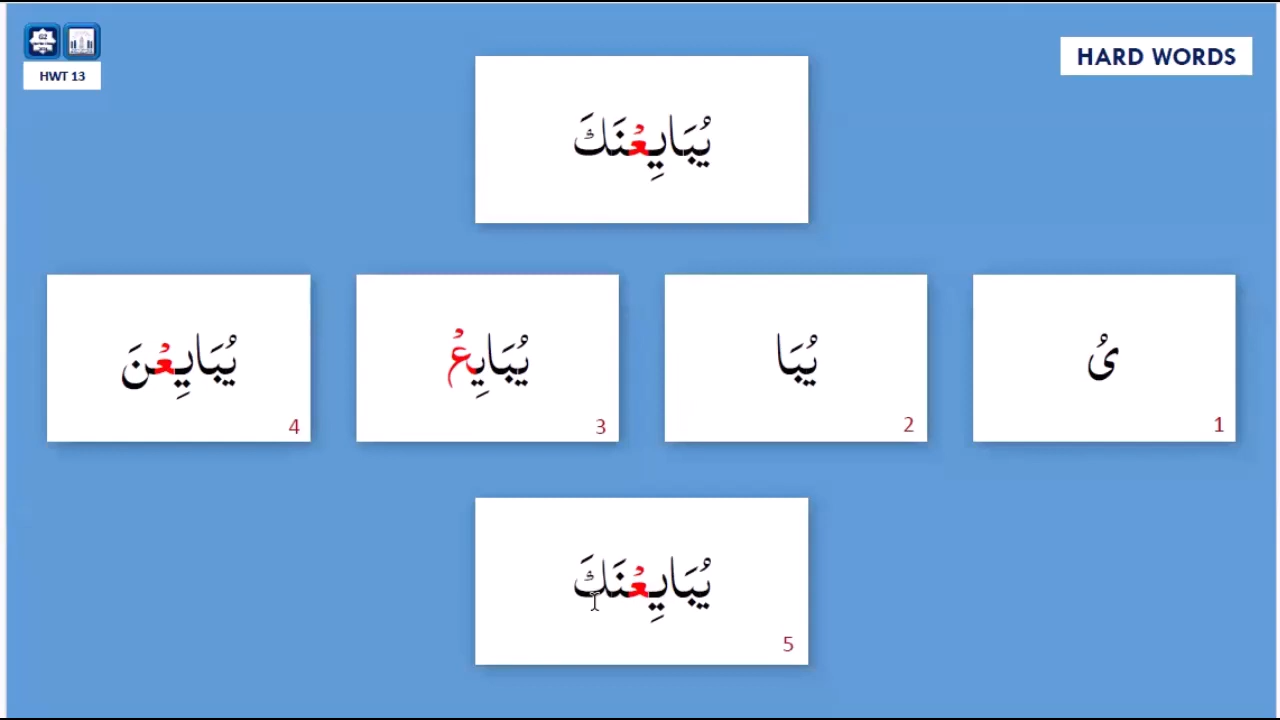 HWT 13
HARD WORDS
يُبَايِعْنَكَ
يُ
1
يُبَا
2
يُبَايِعْ
3
يُبَايِعْنَ
4
يُبَايِعْنَكَ
5